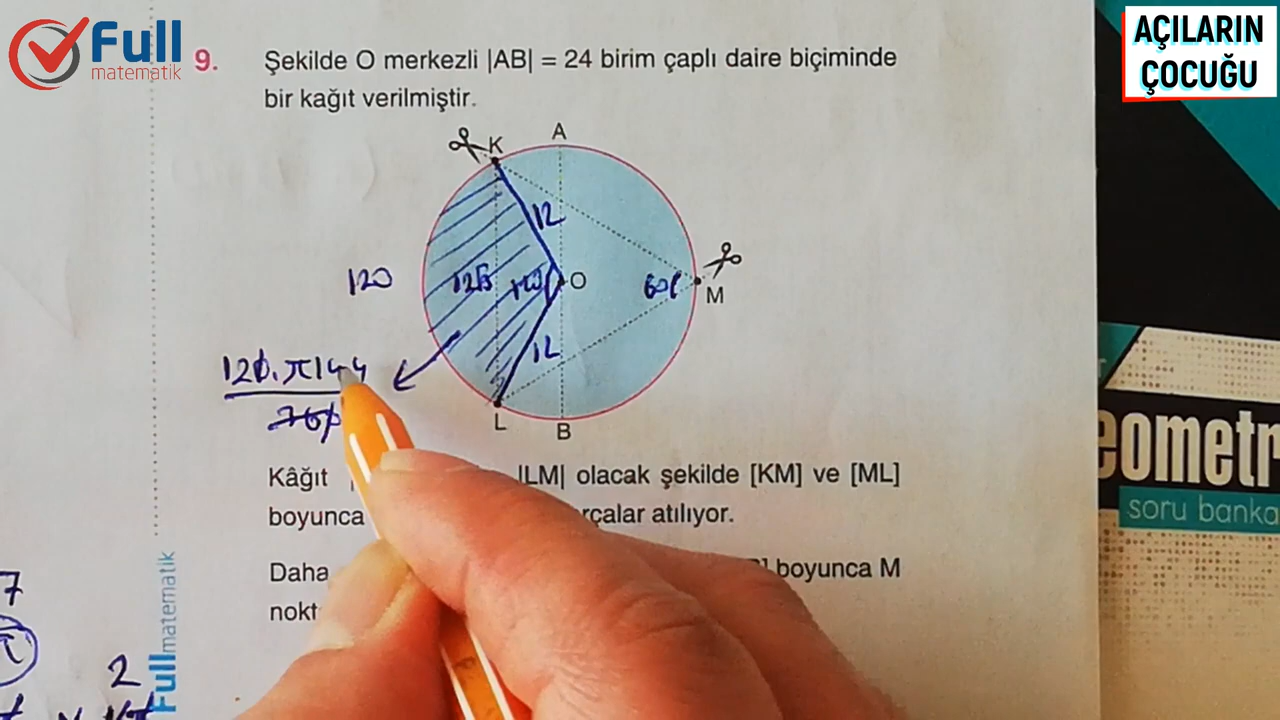 Full
matematik
AÇILARIN
ÇOCUĞU
9. Şekilde O merkezli |AB| = 24 birim çaplı daire biçiminde
bir kağıt verilmiştir.
K
A
12
120
12√3
120
O
60
M
12
120.π144
360
L
B
Kâğıt |LM| olacak şekilde [KM] ve [ML]
boyunca atılıyor.
Daha boyunca M
nokt
eometr
soru banka
Full matematik
7
2